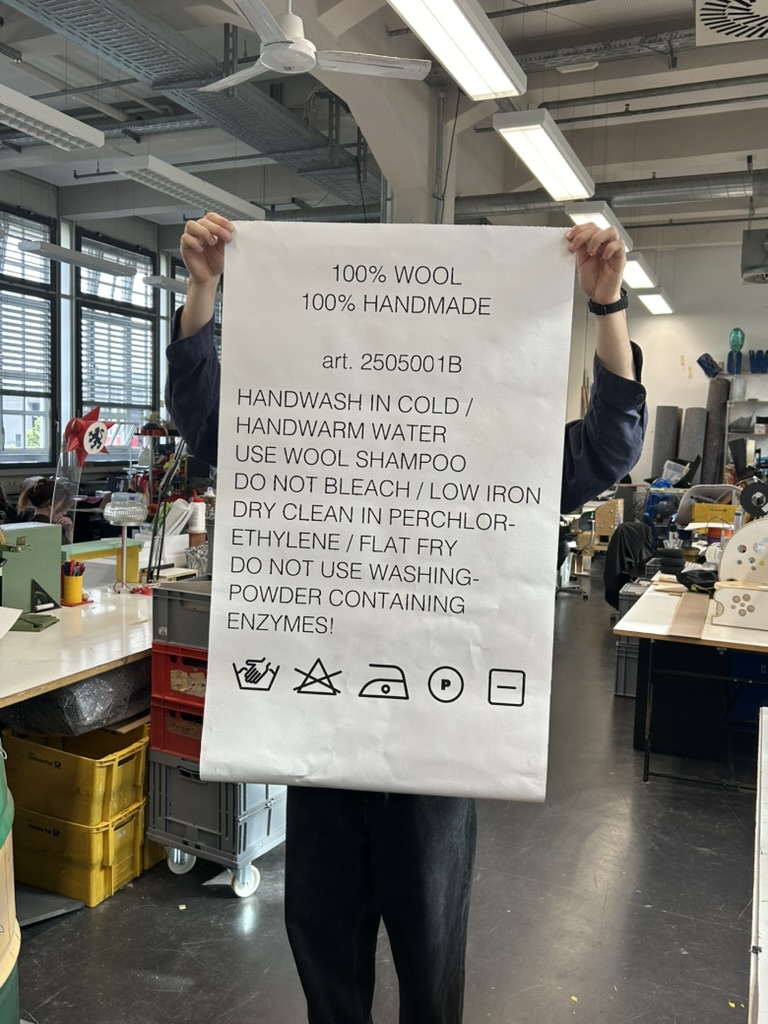 100% WOOL
100% HANDMADE
art. 2505001B
HANDWASH IN COLD /
HANDWARM WATER
USE WOOL SHAMPOO
DO NOT BLEACH / LOW IRON
DRY CLEAN IN PERCHLOR-
ETHYLENE / FLAT FRY
DO NOT USE WASHING-
POWDER CONTAINING
ENZYMES!
P